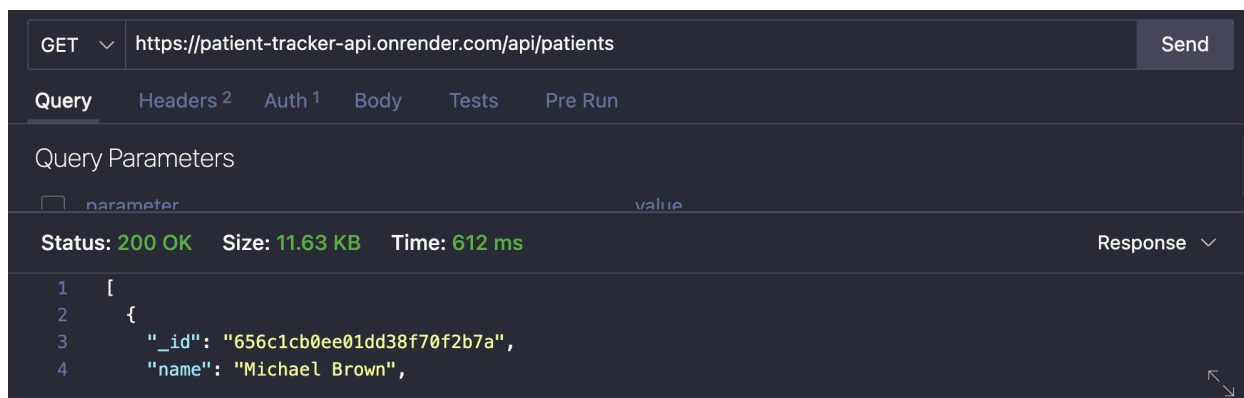 GET https://patient-tracker-api.onrender.com/api/patients Send
Query Headers 2 Auth 1 Body Tests Pre Run
Query Parameters
parameter value
Status: 200 OK Size: 11.63 KB Time: 612 ms Response
1 [
2 {
3 "_id": "656c1cb0ee01dd38f70f2b7a",
4 "name": "Michael Brown",